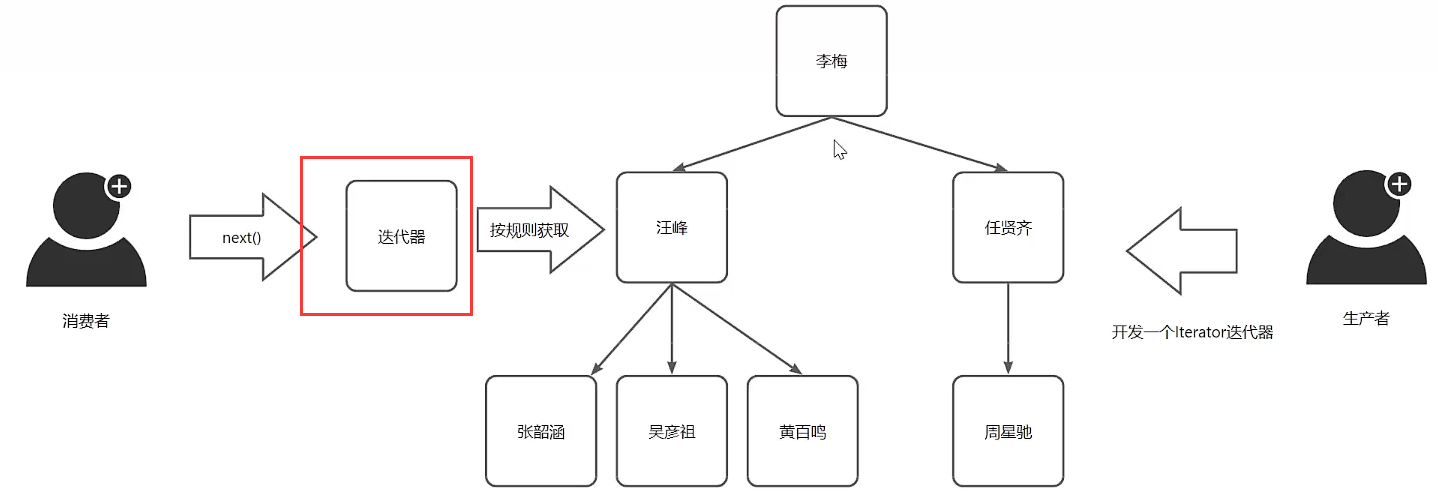 李梅
next()
迭代器
按规则获取
汪峰
任贤齐
消费者
生产者
开发一个Iterator迭代器
张韶涵
吴彦祖
黄百鸣
周星驰